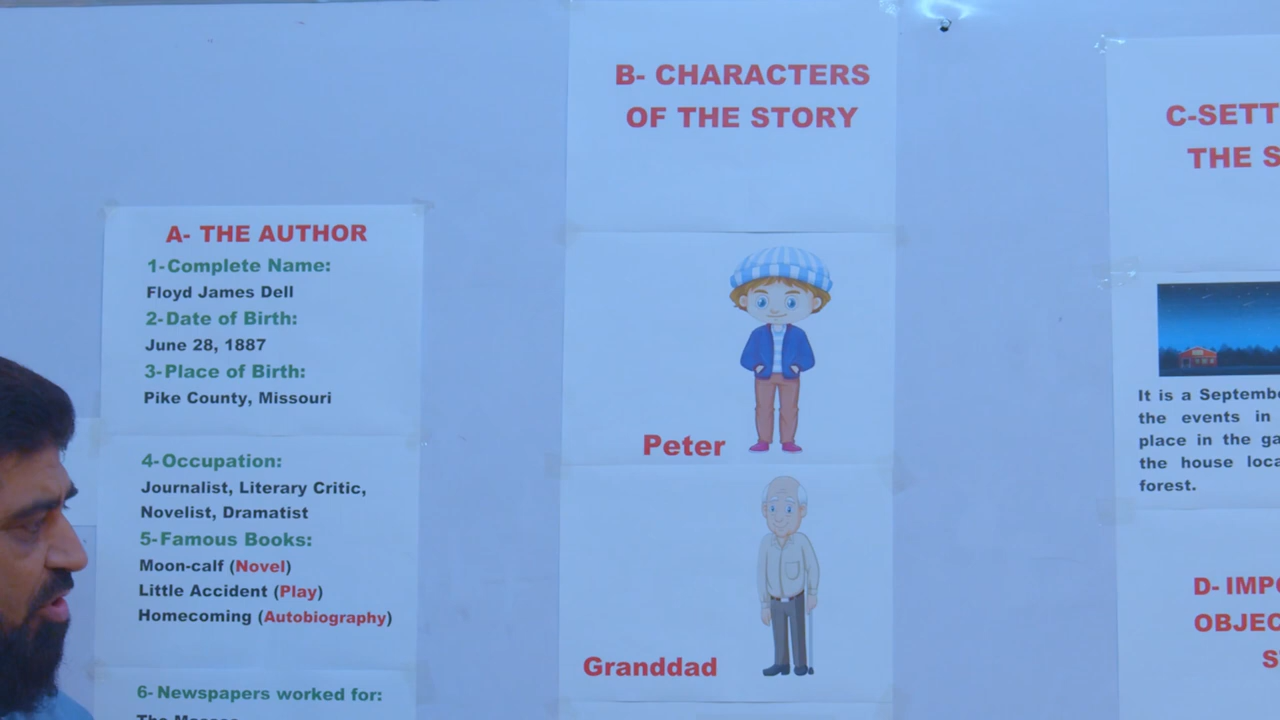 A- THE AUTHOR
1-Complete Name:
Floyd James Dell
2-Date of Birth:
June 28, 1887
3-Place of Birth:
Pike County, Missouri
4-Occupation:
Journalist, Literary Critic,
Novelist, Dramatist
5-Famous Books:
Moon-calf (Novel)
Little Accident (Play)
Homecoming (Autobiography)
6-Newspapers worked for:
B- CHARACTERS
OF THE STORY
Peter
Granddad
C-SETT
THE S
It is a Septemb
the events in
place in the ga
the house loca
forest.
D- IMPO
OBJEC